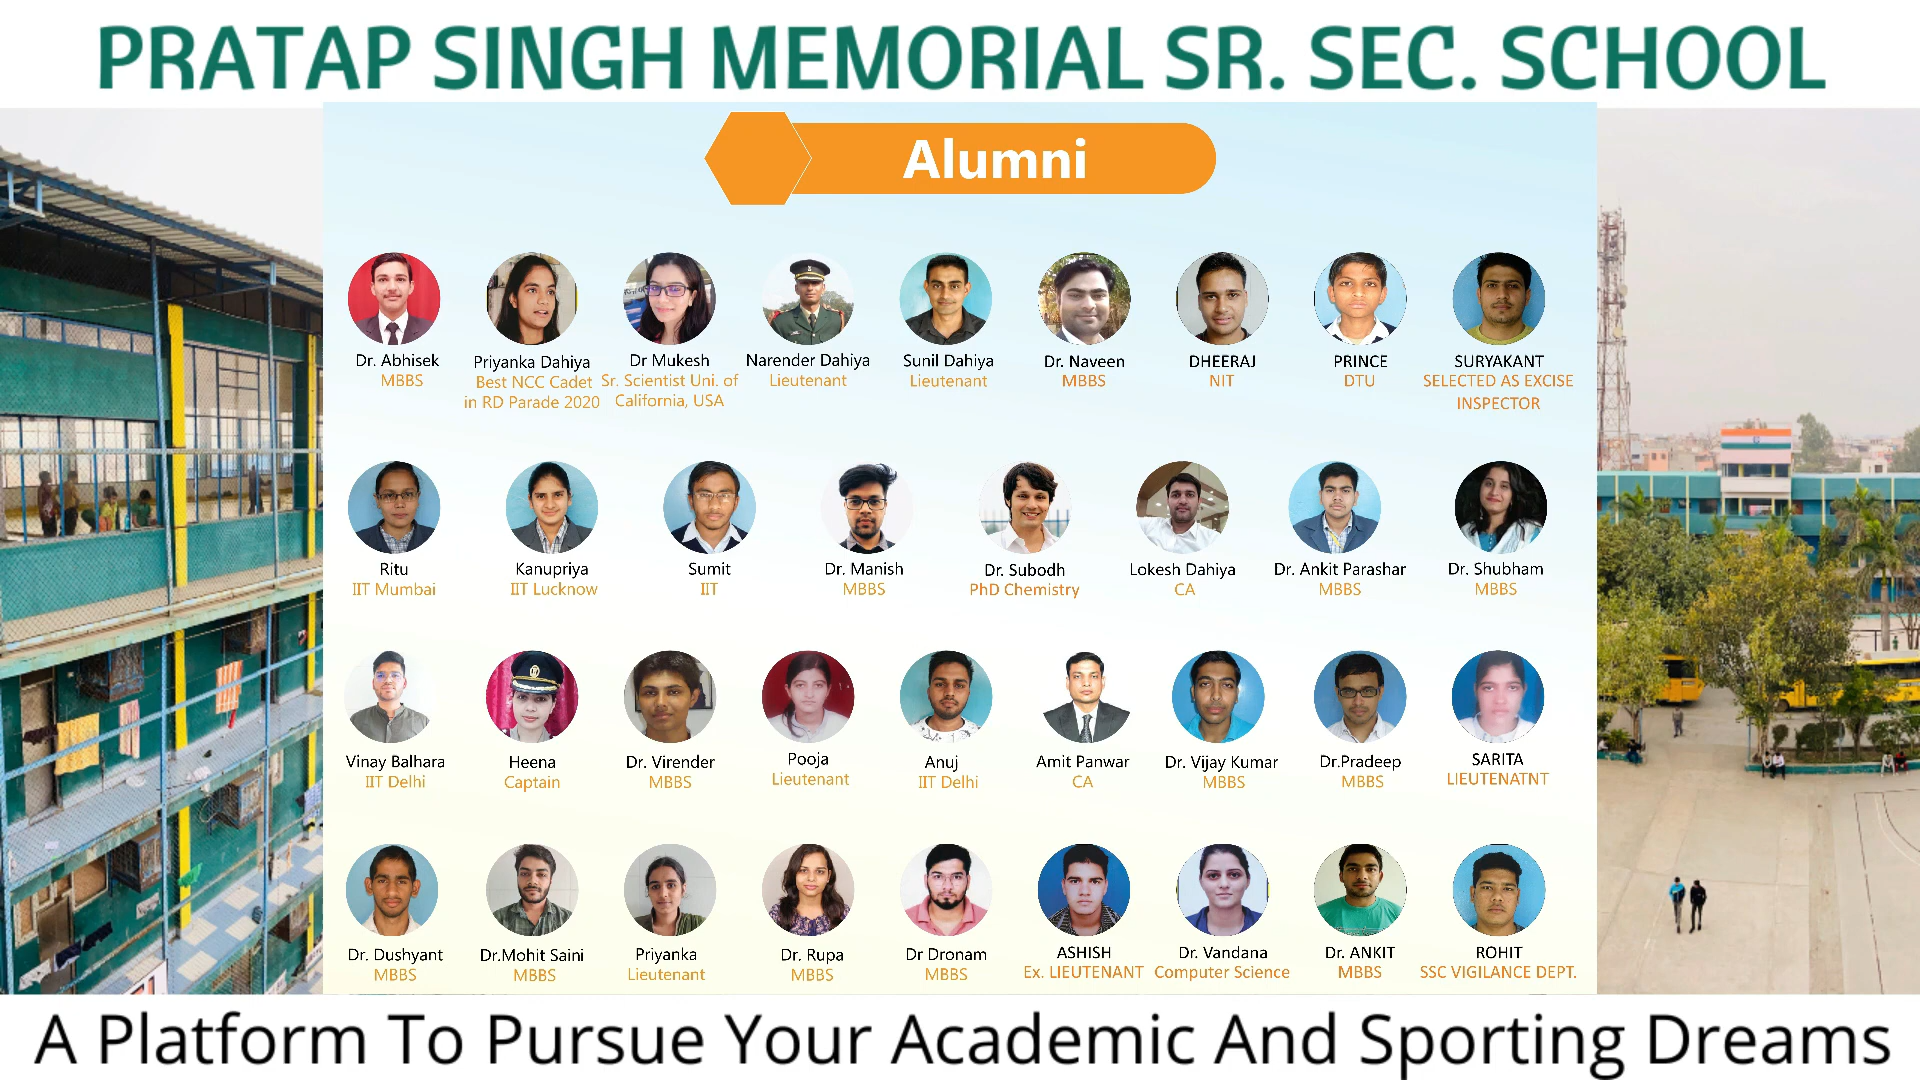 PRATAP SINGH MEMORIAL SR. SEC. SCHOOL
Alumni
Dr. Abhisek
MBBS
Priyanka Dahiya
Best NCC Cadet
in RD Parade 2020
Dr Mukesh
Sr. Scientist Uni. of
California, USA
Narender Dahiya
Lieutenant
Sunil Dahiya
Lieutenant
Dr. Naveen
MBBS
DHEERAJ
NIT
PRINCE
DTU
SURYAKANT
SELECTED AS EXCISE
INSPECTOR
Ritu
IIT Mumbai
Kanupriya
IIT Lucknow
Sumit
IIT
Dr. Manish
MBBS
Dr. Subodh
PhD Chemistry
Lokesh Dahiya
CA
Dr. Ankit Parashar
MBBS
Dr. Shubham
MBBS
Vinay Balhara
IIT Delhi
Heena
Captain
Dr. Virender
MBBS
Pooja
Lieutenant
Anuj
IIT Delhi
Amit Panwar
CA
Dr. Vijay Kumar
MBBS
Dr.Pradeep
MBBS
SARITA
LIEUTENATNT
Dr. Dushyant
MBBS
Dr.Mohit Saini
MBBS
Priyanka
Lieutenant
Dr. Rupa
MBBS
Dr Dronam
MBBS
ASHISH
Ex. LIEUTENANT
Dr. Vandana
Computer Science
Dr. ANKIT
MBBS
ROHIT
SSC VIGILANCE DEPT.
A Platform To Pursue Your Academic And Sporting Dreams